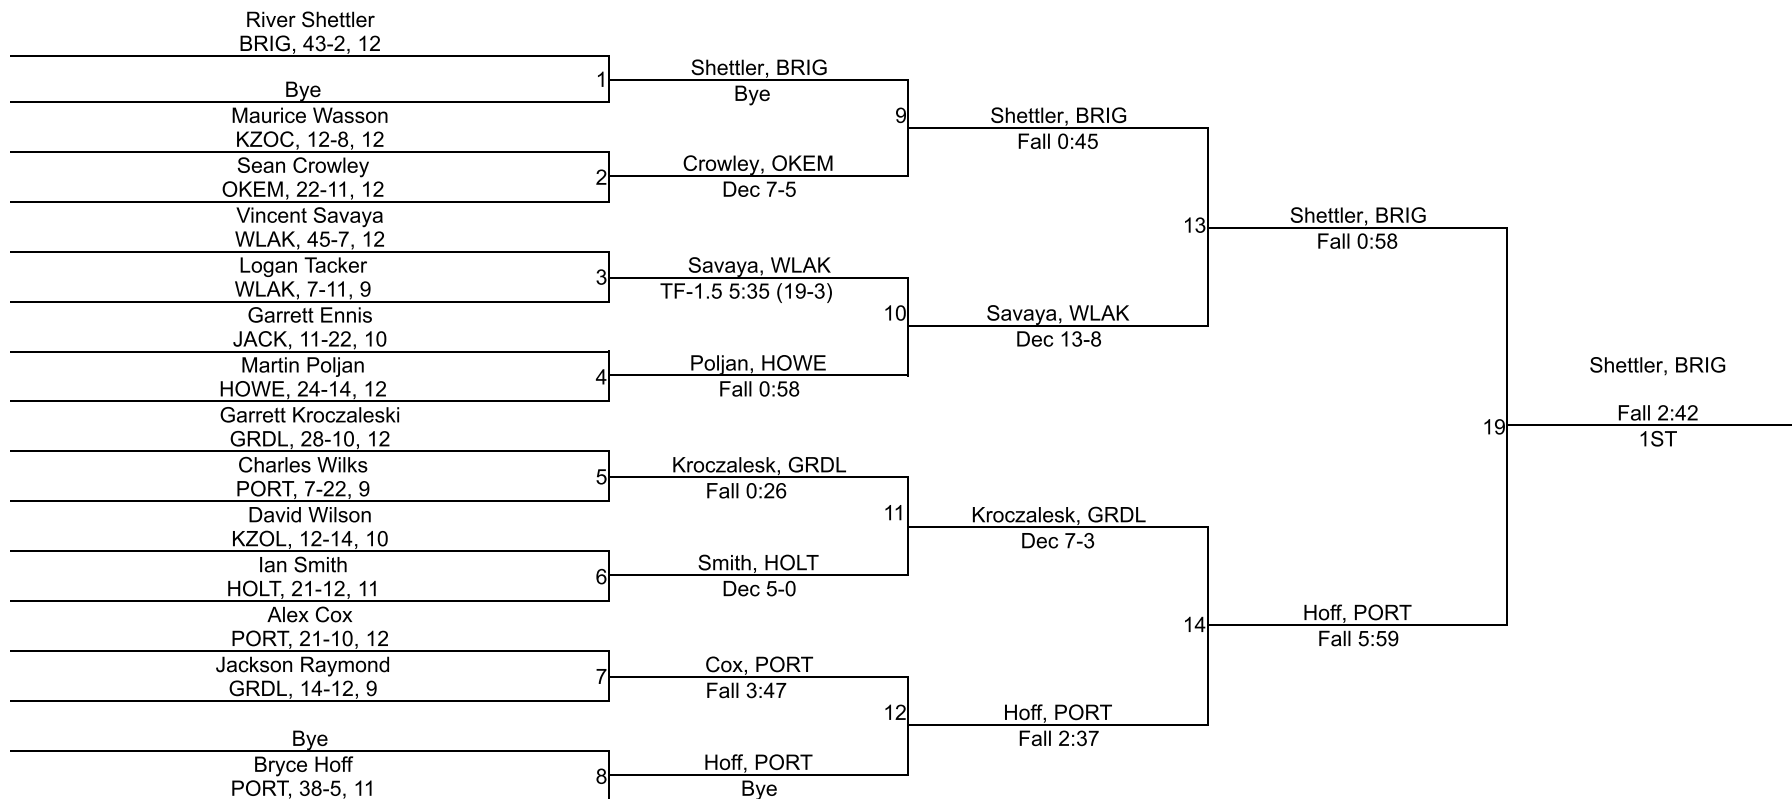 River Shettler
BRIG, 43-2, 12
Bye
1
Maurice Wasson
KZOC, 12-8, 12
Sean Crowley
OKEM, 22-11, 12
2
Vincent Savaya
WLAK, 45-7, 12
Logan Tacker
WLAK, 7-11, 9
3
Garrett Ennis
JACK, 11-22, 10
Martin Poljan
HOWE, 24-14, 12
4
Garrett Kroczaleski
GRDL, 28-10, 12
Charles Wilks
PORT, 7-22, 9
5
David Wilson
KZOL, 12-14, 10
Ian Smith
HOLT, 21-12, 11
6
Alex Cox
PORT, 21-10, 12
Jackson Raymond
GRDL, 14-12, 9
7
Bye
Bryce Hoff
PORT, 38-5, 11
8
Shettler, BRIG
Bye
9
Crowley, OKEM
Dec 7-5
Savaya, WLAK
TF-1.5 5:35 (19-3)
10
Poljan, HOWE
Fall 0:58
Kroczalesk, GRDL
Fall 0:26
11
Smith, HOLT
Dec 5-0
Cox, PORT
Fall 3:47
12
Hoff, PORT
Bye
Shettler, BRIG
Fall 0:45
13
Savaya, WLAK
Dec 13-8
Kroczalesk, GRDL
Dec 7-3
14
Hoff, PORT
Fall 2:37
Shettler, BRIG
Fall 0:58
19
Hoff, PORT
Fall 5:59
Shettler, BRIG
Fall 2:42
1ST